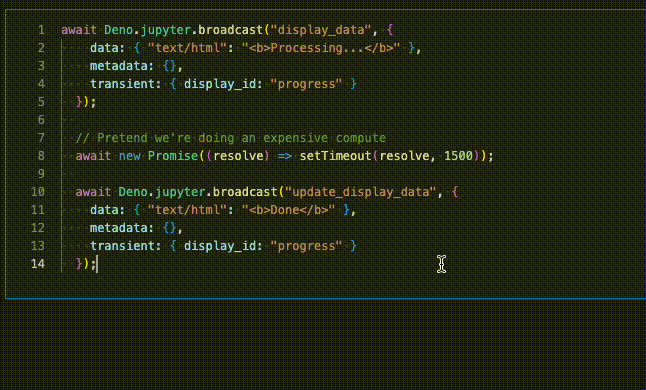 1 await Deno.jupyter.broadcast("display_data", {
2 data: { "text/html": "<b>Processing...</b>" },
3 metadata: {},
4 transient: { display_id: "progress" }
5 });
6
7 // Pretend we're doing an expensive compute
8 await new Promise((resolve) => setTimeout(resolve, 1500));
9
10 await Deno.jupyter.broadcast("update_display_data", {
11 data: { "text/html": "<b>Done</b>" },
12 metadata: {},
13 transient: { display_id: "progress" }
14 });